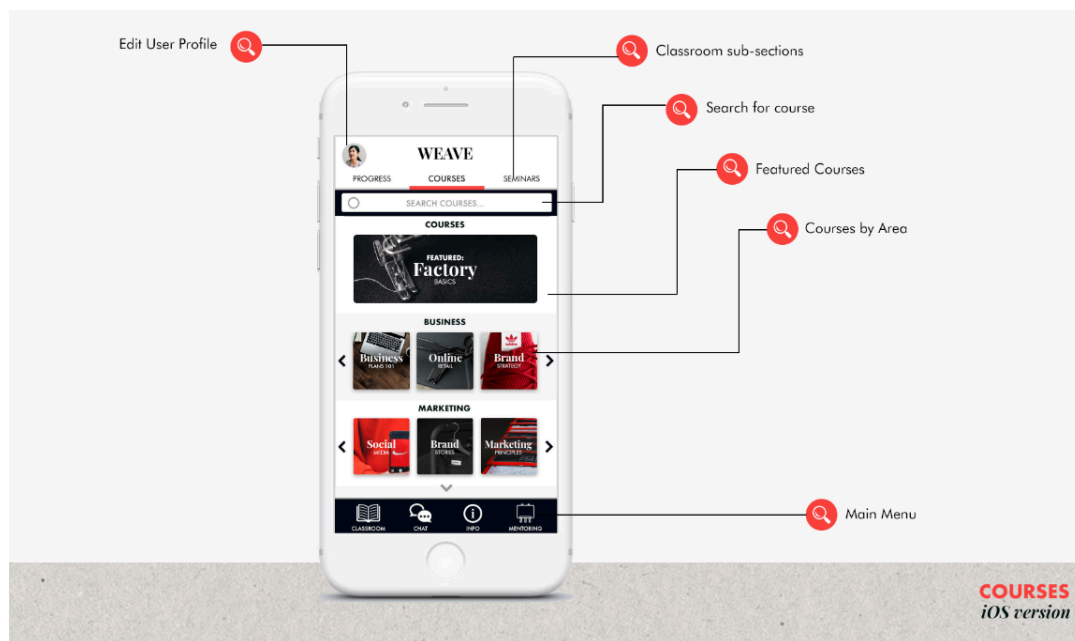 Edit User Profile
Classroom sub-sections
Search for course
Featured Courses
Courses by Area
Main Menu
WEAVE
PROGRESS
COURSES
SEMINARS
SEARCH COURSES...
COURSES
FEATURED:
Factory
BASICS
BUSINESS
Business
PLANS 101
Online
RETAIL
Brand
STRATEGY
MARKETING
Social
MEDIA
Brand
STORIES
Marketing
PRINCIPLES
CLASSROOM
CHAT
INFO
MENTORING
COURSES
iOS version